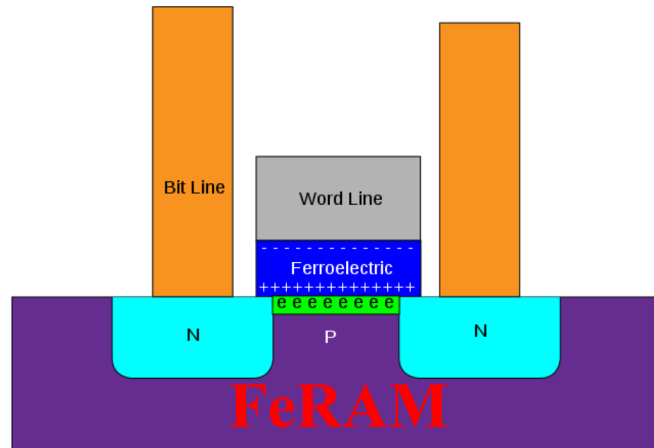 Bit Line
Word Line
- - - - - - - - - - - - - -
Ferroelectric
+++++++++++++
e e e e e e e e
N
P
N
FeRAM